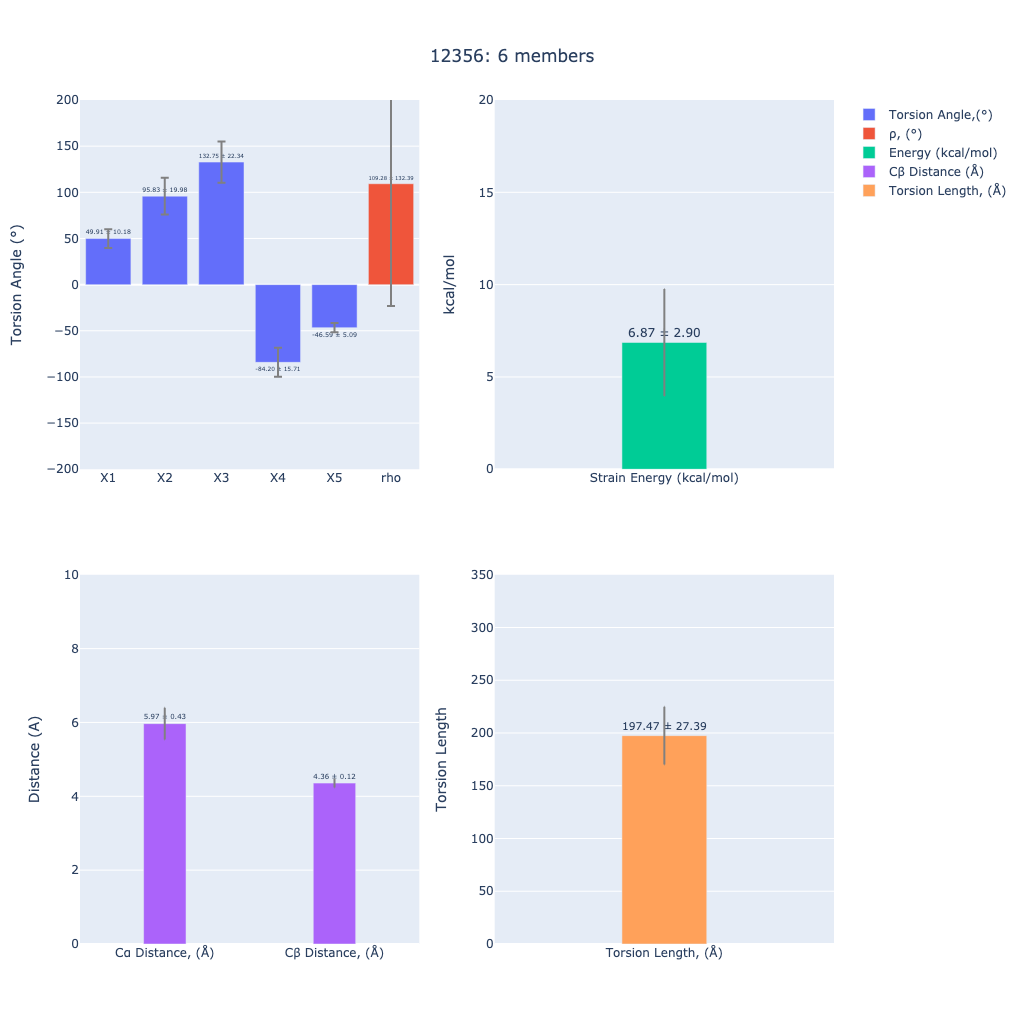 12356: 6 members
Torsion Angle (°)
200
150
100
50
0
−50
−100
−150
−200
49.91 ± 10.18
95.83 ± 19.98
132.75 ± 22.34
-84.20 ± 15.71
-46.59 ± 5.09
109.28 ± 132.39
X1 X2 X3 X4 X5 rho
kcal/mol
20
15
10
5
0
6.87 ± 2.90
Strain Energy (kcal/mol)
Torsion Angle,(°)
ρ, (°)
Energy (kcal/mol)
Cβ Distance (Å)
Torsion Length, (Å)
Distance (A)
10
8
6
4
2
0
5.97 ± 0.43
4.36 ± 0.12
Cα Distance, (Å) Cβ Distance, (Å)
Torsion Length
350
300
250
200
150
100
50
0
197.47 ± 27.39
Torsion Length, (Å)